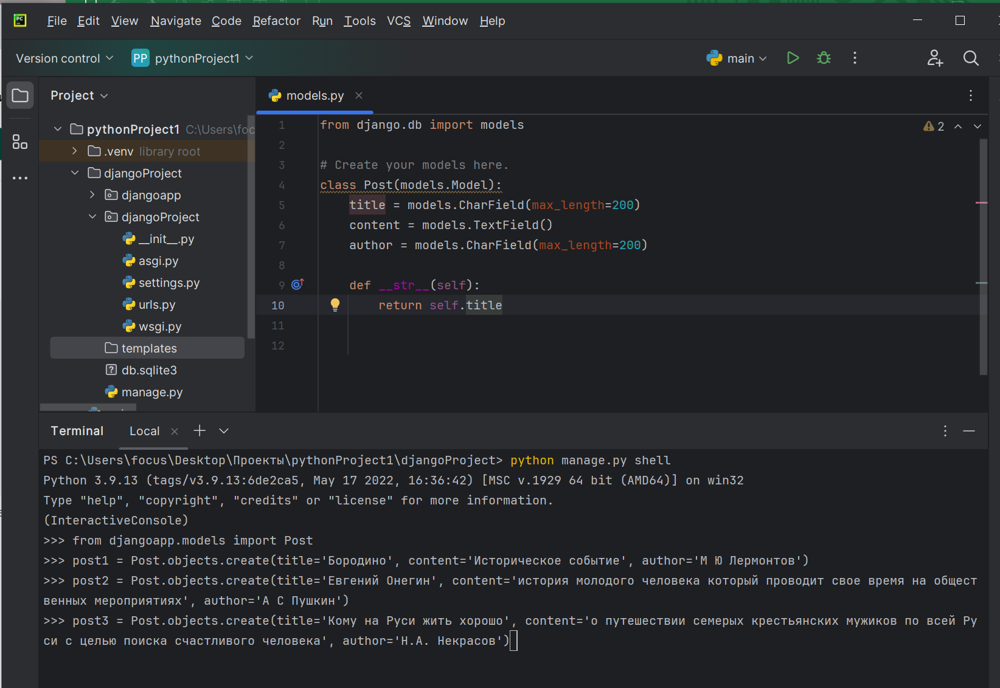 PC
File Edit View Navigate Code Refactor Run Tools VCS Window Help
Version control PP pythonProject1 main
Project
models.py
pythonProject1 C:\Users\foc
.venv library root
djangoProject
djangoapp
djangoProject
__init__.py
asgi.py
settings.py
urls.py
wsgi.py
templates
db.sqlite3
manage.py
2
1 from django.db import models
2
3 # Create your models here.
4 class Post(models.Model):
5 title = models.CharField(max_length=200)
6 content = models.TextField()
7 author = models.CharField(max_length=200)
8
9 def __str__(self):
10 return self.title
11
12
Terminal Local
PS C:\Users\focus\Desktop\Проекты\pythonProject1\djangoProject> python manage.py shell
Python 3.9.13 (tags/v3.9.13:6de2ca5, May 17 2022, 16:36:42) [MSC v.1929 64 bit (AMD64)] on win32
Type "help", "copyright", "credits" or "license" for more information.
(InteractiveConsole)
>>> from djangoapp.models import Post
>>> post1 = Post.objects.create(title='Бородино', content='Историческое событие', author='М Ю Лермонтов')
>>> post2 = Post.objects.create(title='Евгений Онегин', content='история молодого человека который проводит свое время на общест
венных мероприятиях', author='А С Пушкин')
>>> post3 = Post.objects.create(title='Кому на Руси жить хорошо', content='о путешествии семерых крестьянских мужиков по всей Ру
си с целью поиска счастливого человека', author='Н.А. Некрасов')